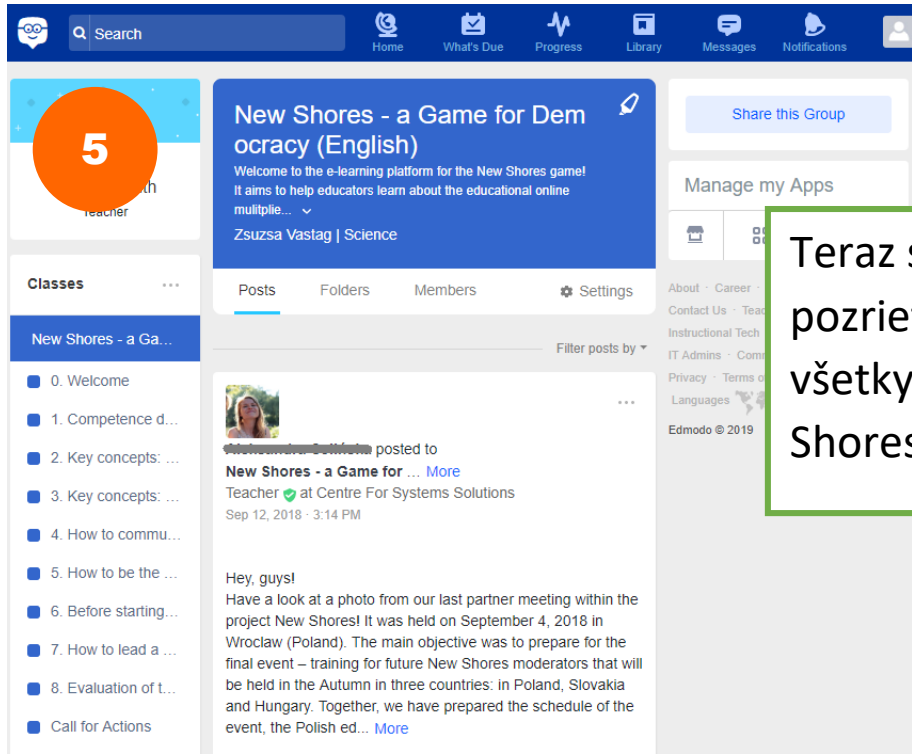 Search
Home
What's Due
Progress
Library
Messages
Notifications
5
Teacher
Classes
...
New Shores - a Ga...
0. Welcome
1. Competence d...
2. Key concepts: ...
3. Key concepts: ...
4. How to commu...
5. How to be the ...
6. Before starting...
7. How to lead a ...
8. Evaluation of t...
Call for Actions
New Shores - a Game for Dem
ocracy (English)
Welcome to the e-learning platform for the New Shores game!
It aims to help educators learn about the educational online
mulitplie...
Zsuzsa Vastag | Science
Posts
Folders
Members
Settings
Filter posts by
...
posted to
New Shores - a Game for ... More
Teacher at Centre For Systems Solutions
Sep 12, 2018 · 3:14 PM
Hey, guys!
Have a look at a photo from our last partner meeting within the
project New Shores! It was held on September 4, 2018 in
Wroclaw (Poland). The main objective was to prepare for the
final event – training for future New Shores moderators that will
be held in the Autumn in three countries: in Poland, Slovakia
and Hungary. Together, we have prepared the schedule of the
event, the Polish ed... More
Share this Group
Manage my Apps
About · Career ·
Contact Us ·
Instructional Tech
IT Admins ·
Privacy · Terms
Languages
Edmodo © 2019
Teraz
všetky
Shores